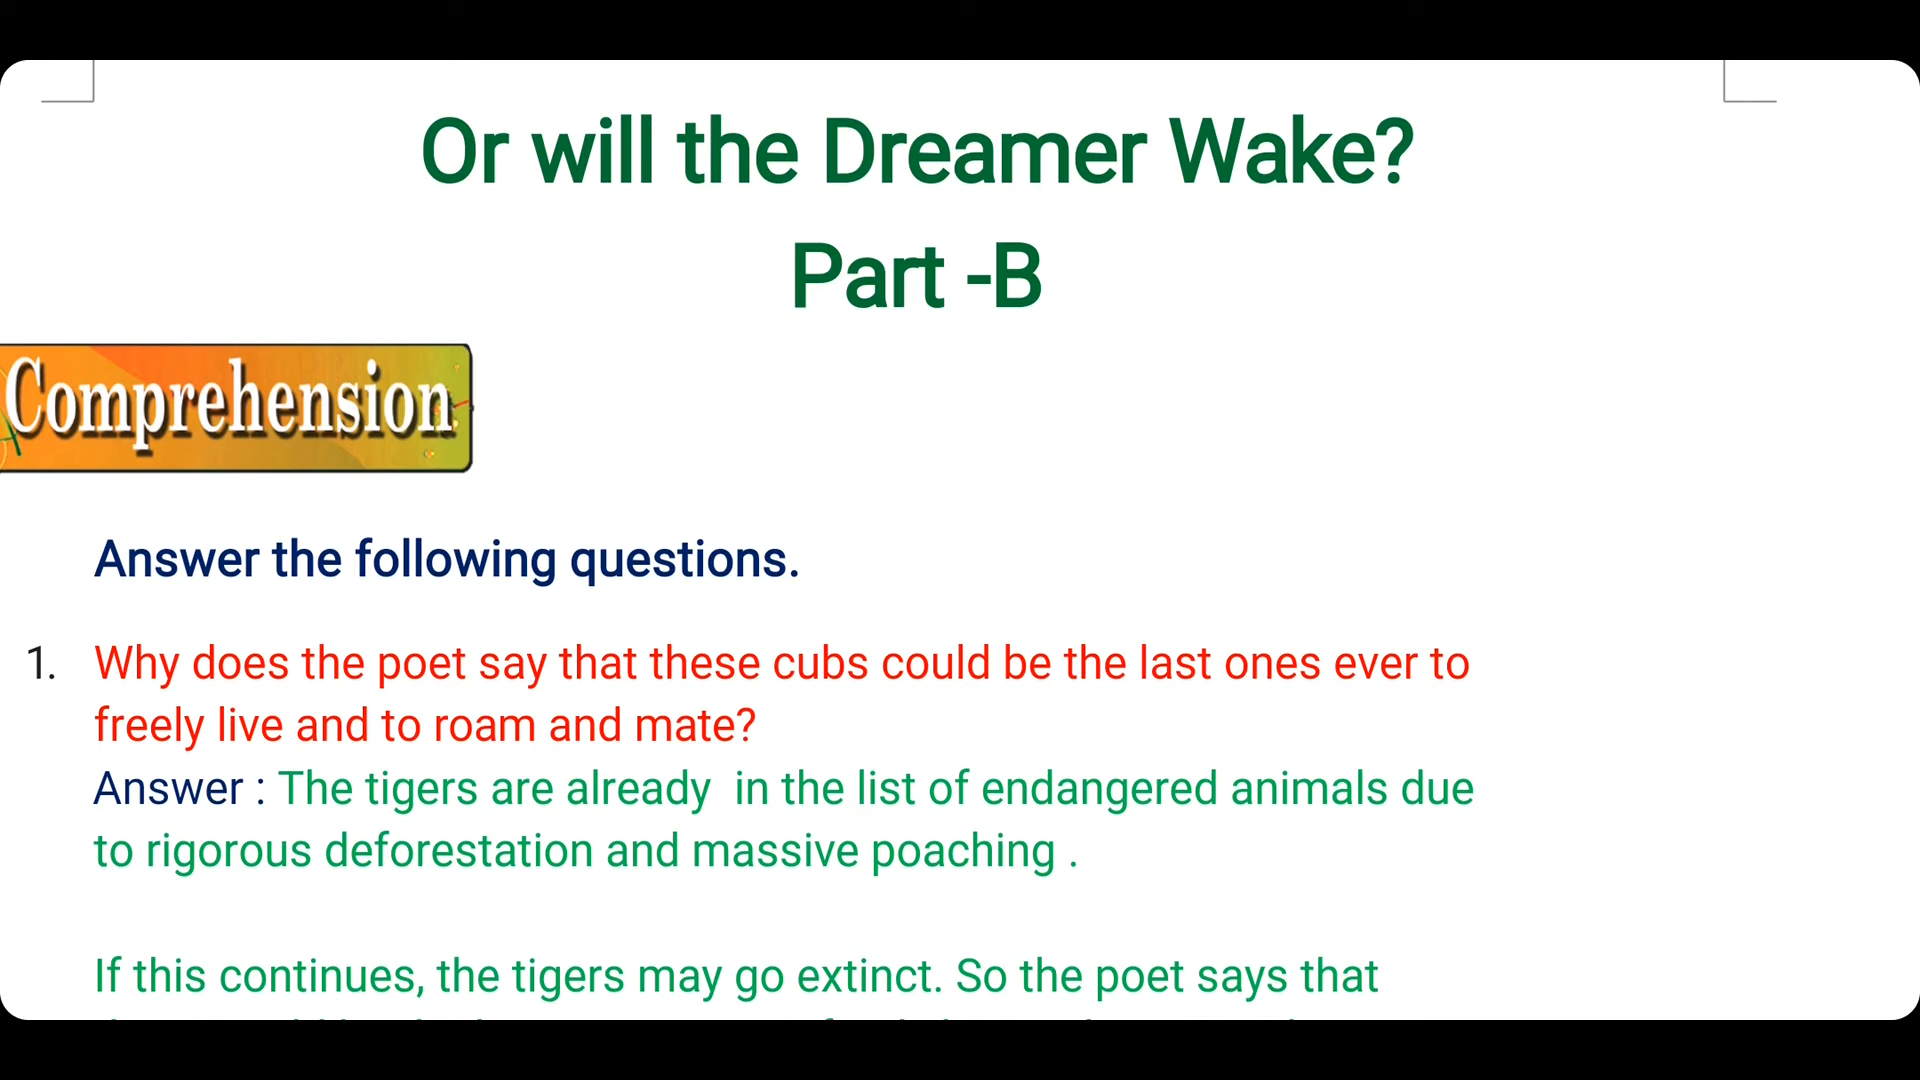 Or will the Dreamer Wake?
Part -B
Comprehension
Answer the following questions.
1. Why does the poet say that these cubs could be the last ones ever to
freely live and to roam and mate?
Answer : The tigers are already  in the list of endangered animals due
to rigorous deforestation and massive poaching .
If this continues, the tigers may go extinct. So the poet says that